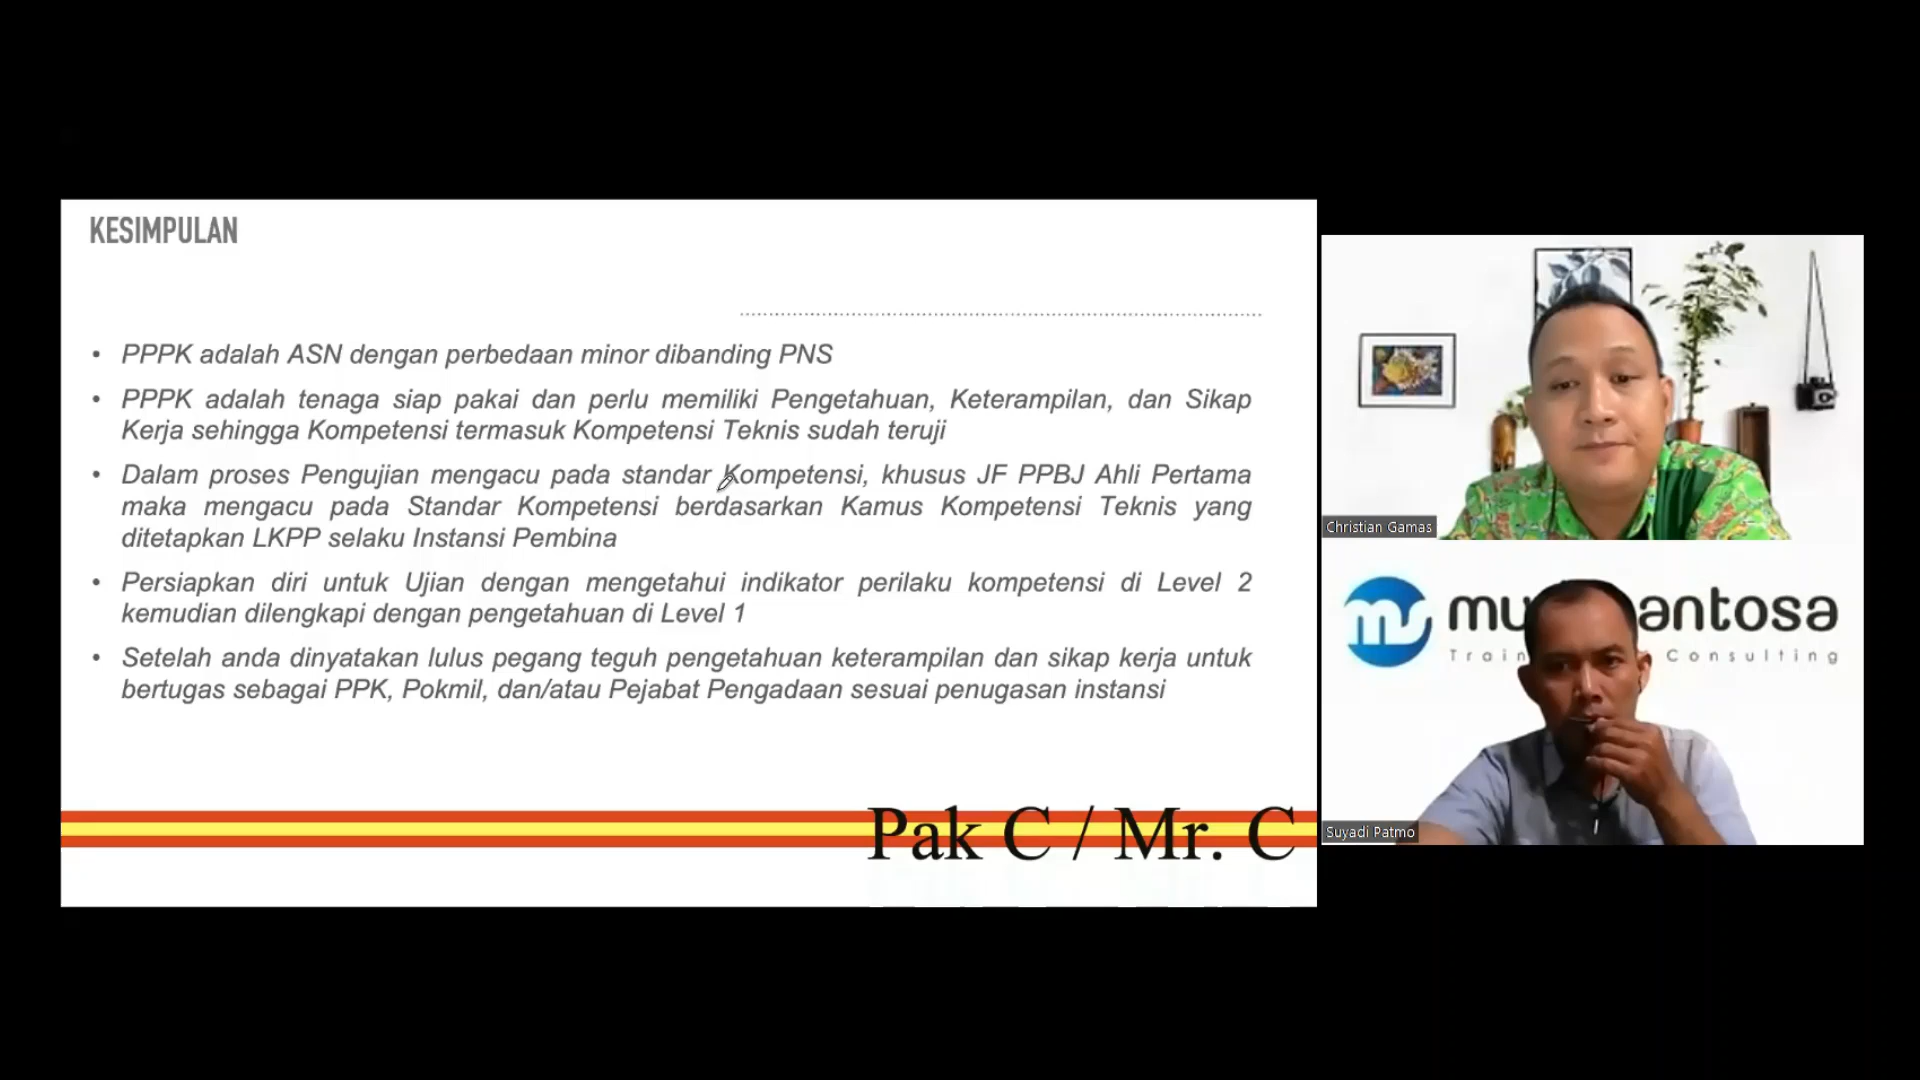 KESIMPULAN
• PPPK adalah ASN dengan perbedaan minor dibanding PNS
• PPPK adalah tenaga siap pakai dan perlu memiliki Pengetahuan, Keterampilan, dan Sikap
Kerja sehingga Kompetensi termasuk Kompetensi Teknis sudah teruji
• Dalam proses Pengujian mengacu pada standar Kompetensi, khusus JF PPBJ Ahli Pertama
maka mengacu pada Standar Kompetensi berdasarkan Kamus Kompetensi Teknis yang
ditetapkan LKPP selaku Instansi Pembina
• Persiapkan diri untuk Ujian dengan mengetahui indikator perilaku kompetensi di Level 2
kemudian dilengkapi dengan pengetahuan di Level 1
• Setelah anda dinyatakan lulus pegang teguh pengetahuan keterampilan dan sikap kerja untuk
bertugas sebagai PPK, Pokmil, dan/atau Pejabat Pengadaan sesuai penugasan instansi
Pak C / Mr. C
Christian Gamas
ms
Consulting
Suyadi Patmo